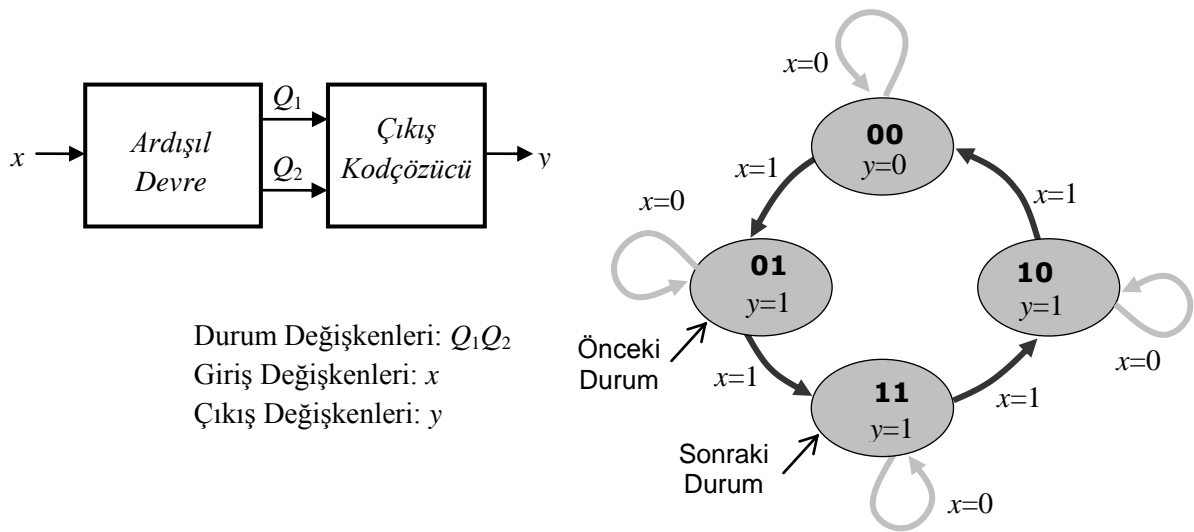 x
Ardışıl
Devre
Q1
Q2
Çıkış
Kodçözücü
y
Durum Değişkenleri: Q1Q2
Giriş Değişkenleri: x
Çıkış Değişkenleri: y
x=0
00
y=0
x=1
x=1
x=0
01
y=1
10
y=1
x=0
Önceki
Durum
x=1
11
y=1
x=1
Sonraki
Durum
x=0